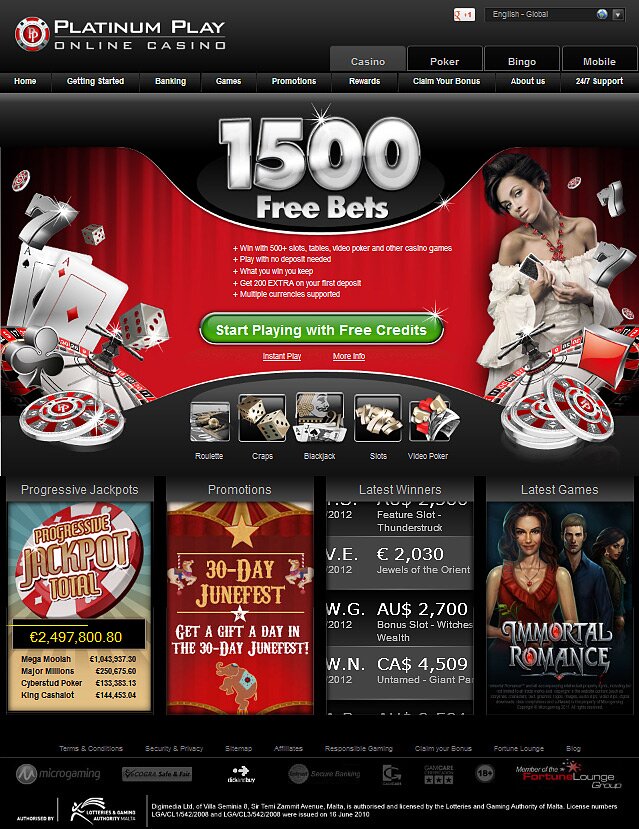 PLATINUM PLAY
ONLINE CASINO
g +1
English - Global
Casino
Poker
Bingo
Mobile
Home
Getting Started
Banking
Games
Promotions
Rewards
Claim Your Bonus
About us
24/7 Support
1500
Free Bets
+ Win with 500+ slots, tables, video poker and other casino games
+ Play with no deposit needed
+ What you win you keep
+ Get 200 EXTRA on your first deposit
+ Multiple currencies supported
Start Playing with Free Credits
Instant Play
More Info
Roulette
Craps
Blackjack
Slots
Video Poker
Progressive Jackpots
PROGRESSIVE
JACKPOT
TOTAL
€2,497,800.80
Mega Moolah €1,043,937.30
Major Millions €250,675.60
Cyberstud Poker €133,383.13
King Cashalot €144,453.04
Promotions
30-DAY
JUNEFEST
GET A GIFT A DAY IN
THE 30-DAY JUNEFEST!
Latest Winners
/2012
Feature Slot -
Thunderstruck
V.E. € 2,030
/2012 Jewels of the Orient
W.G. AU$ 2,700
/2012 Bonus Slot - Witches
Wealth
W.N. CA$ 4,509
/2012 Untamed - Giant Pa
Latest Games
IMMORTAL
ROMANCE
Terms & Conditions
Security & Privacy
Sitemap
Affiliates
Responsible Gaming
Claim your Bonus
Fortune Lounge
Blog
microgaming
eCOGRA Safe & Fair
clickandbuy
Secure Banking
GAMCARE
CERTIFICATION
18+
Member of the
FORTUNELOUNGE
Group
AUTHORISED BY
LOTTERIES & GAMING
AUTHORITY MALTA
Digimedia Ltd, of Villa Seminia 8, Sir Temi Zammit Avenue, Malta, is authorised and licensed by the Lotteries and Gaming Authority of Malta. License numbers
LGA/CL1/542/2008 and LGA/CL3/542/2008 were issued on 16 June 2010